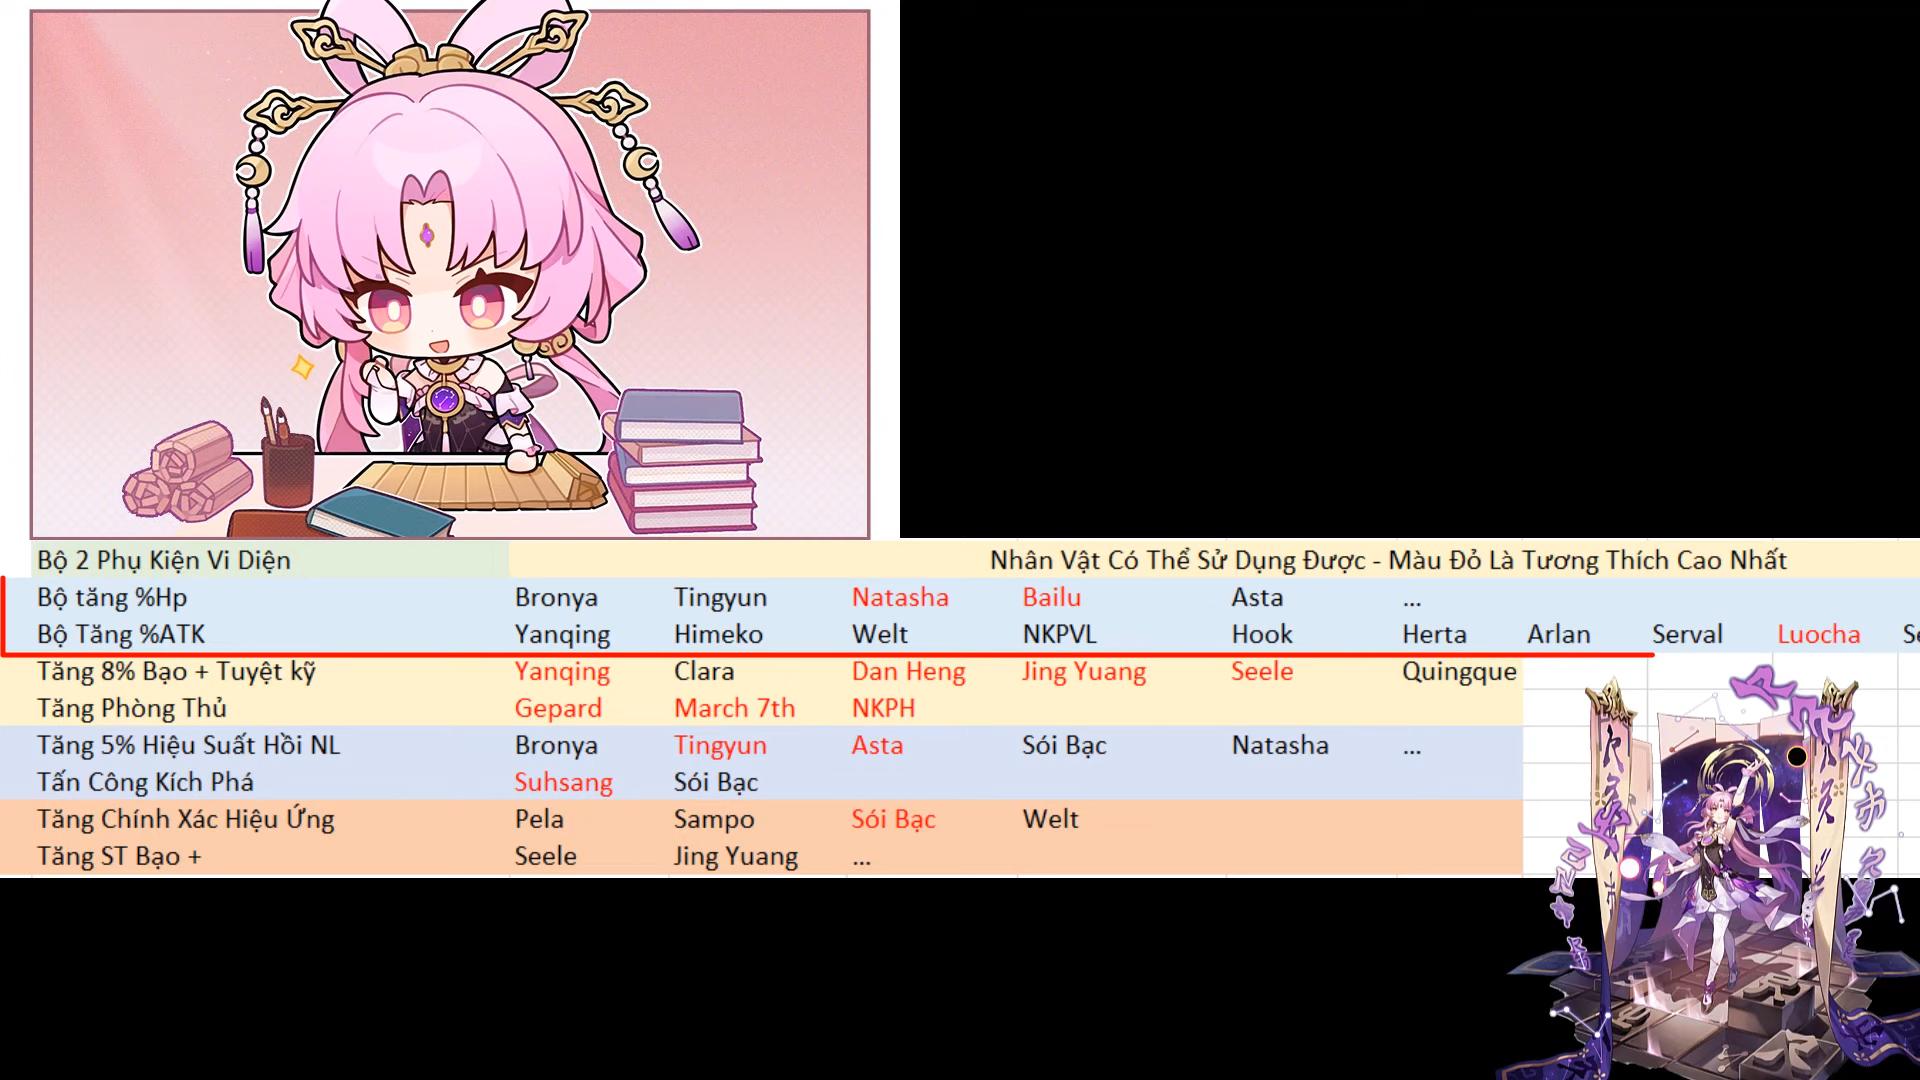 Bộ 2 Phụ Kiện Vi Diện Nhân Vật Có Thể Sử Dụng Được - Màu Đỏ Là Tương Thích Cao Nhất
Bộ tăng %Hp Bronya Tingyun Natasha Bailu Asta ...
Bộ Tăng %ATK Yanqing Himeko Welt NKPVL Hook Herta Arlan Serval Luocha
Tăng 8% Bạo + Tuyệt kỹ Yanqing Clara Dan Heng Jing Yuang Seele Quingque
Tăng Phòng Thủ Gepard March 7th NKPH
Tăng 5% Hiệu Suất Hồi NL Bronya Tingyun Asta Sói Bạc Natasha ...
Tấn Công Kích Phá Suhsang Sói Bạc
Tăng Chính Xác Hiệu Ứng Pela Sampo Sói Bạc Welt
Tăng ST Bạo + Seele Jing Yuang ...